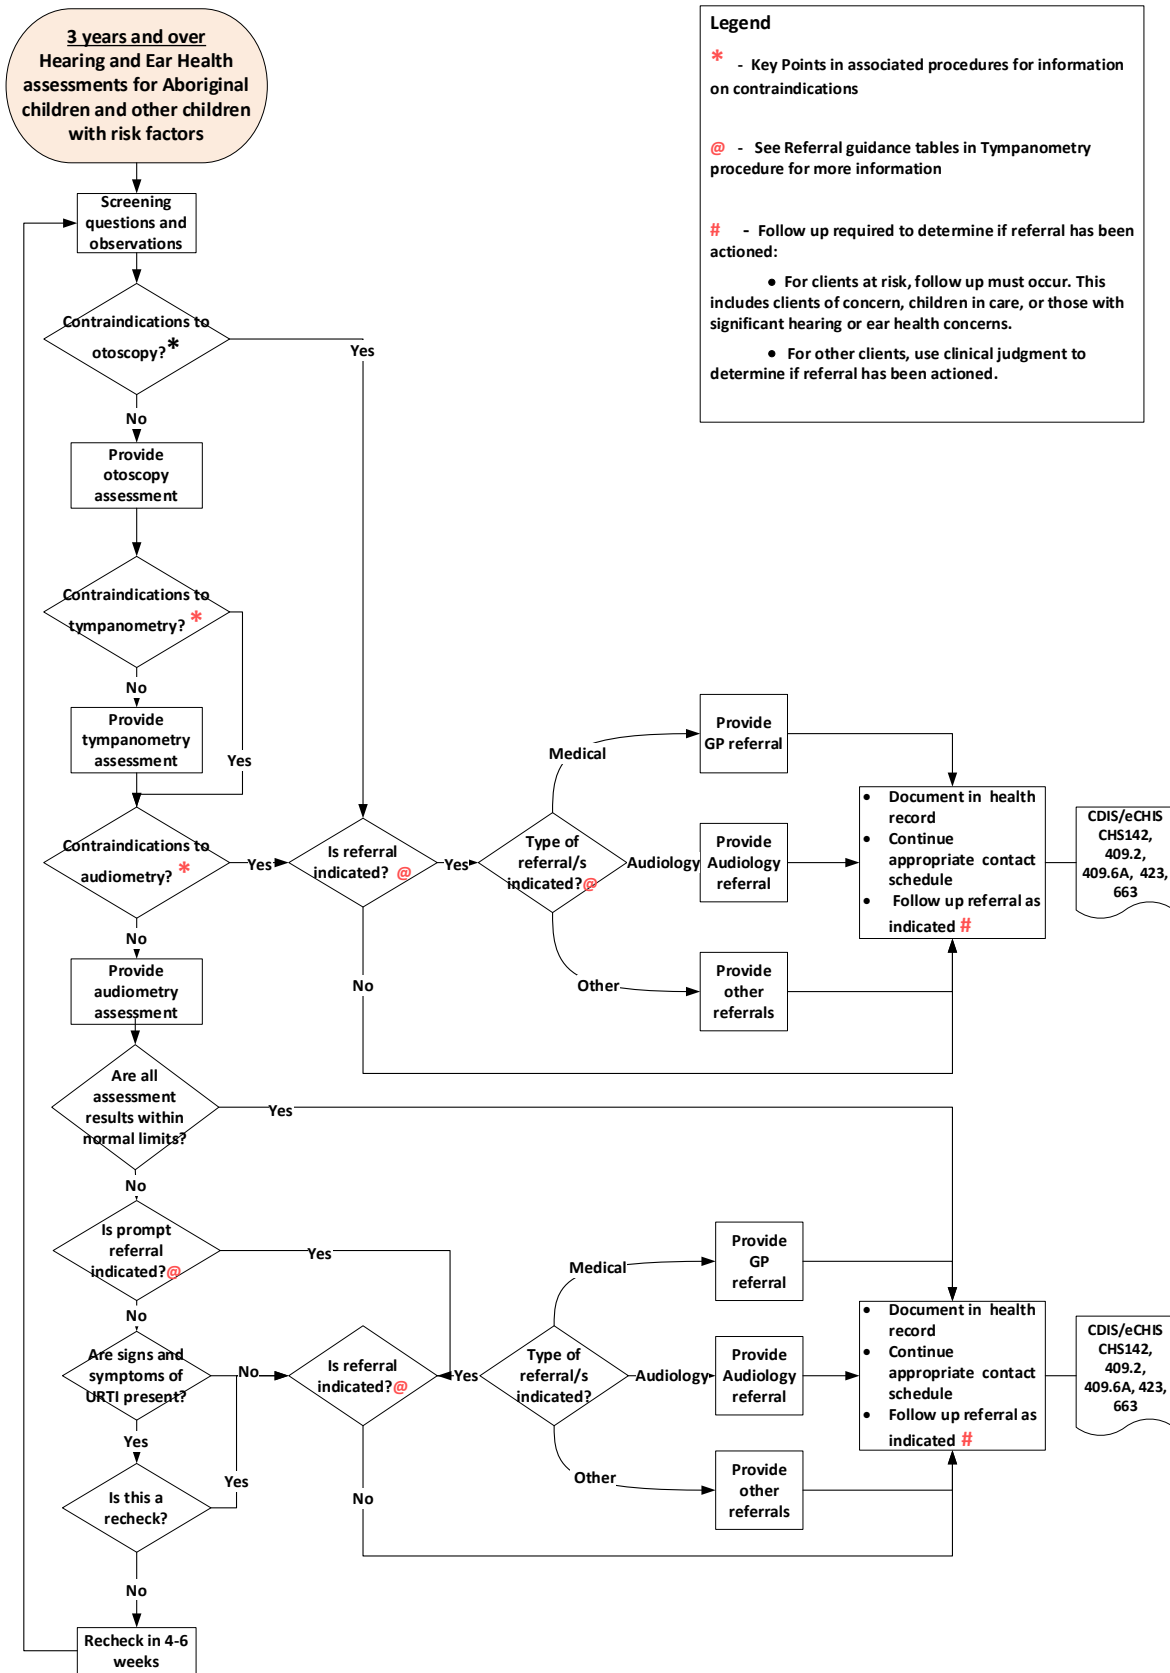 3 years and over
Hearing and Ear Health
assessments for Aboriginal
children and other children
with risk factors
Legend
* - Key Points in associated procedures for information
on contraindications
@ - See Referral guidance tables in Tympanometry
procedure for more information
# - Follow up required to determine if referral has been
actioned:
● For clients at risk, follow up must occur. This
includes clients of concern, children in care, or those with
significant hearing or ear health concerns.
● For other clients, use clinical judgment to
determine if referral has been actioned.
Screening
questions and
observations
Contraindications to
otoscopy?*
Yes
No
Provide
otoscopy
assessment
Contraindications to
tympanometry? *
No
Yes
Provide
tympanometry
assessment
Contraindications to
audiometry? *
Yes
No
Is referral
indicated? @
Yes
No
Type of
referral/s
indicated?@
Medical
Audiology
Other
Provide
GP referral
Provide
Audiology
referral
Provide
other
referrals
• Document in health
record
• Continue
appropriate contact
schedule
• Follow up referral as
indicated #
CDIS/eCHIS
CHS142,
409.2,
409.6A, 423,
663
Provide
audiometry
assessment
Are all
assessment
results within
normal limits?
Yes
No
Is prompt
referral
indicated?@
Yes
No
Are signs and
symptoms of
URTI present?
No
Yes
Is this a
recheck?
Yes
No
Recheck in 4-6
weeks
Is referral
indicated?@
Yes
No
Type of
referral/s
indicated?
Medical
Audiology
Other
Provide
GP
referral
Provide
Audiology
referral
Provide
other
referrals
• Document in health
record
• Continue
appropriate contact
schedule
• Follow up referral as
indicated #
CDIS/eCHIS
CHS142,
409.2,
409.6A, 423,
663